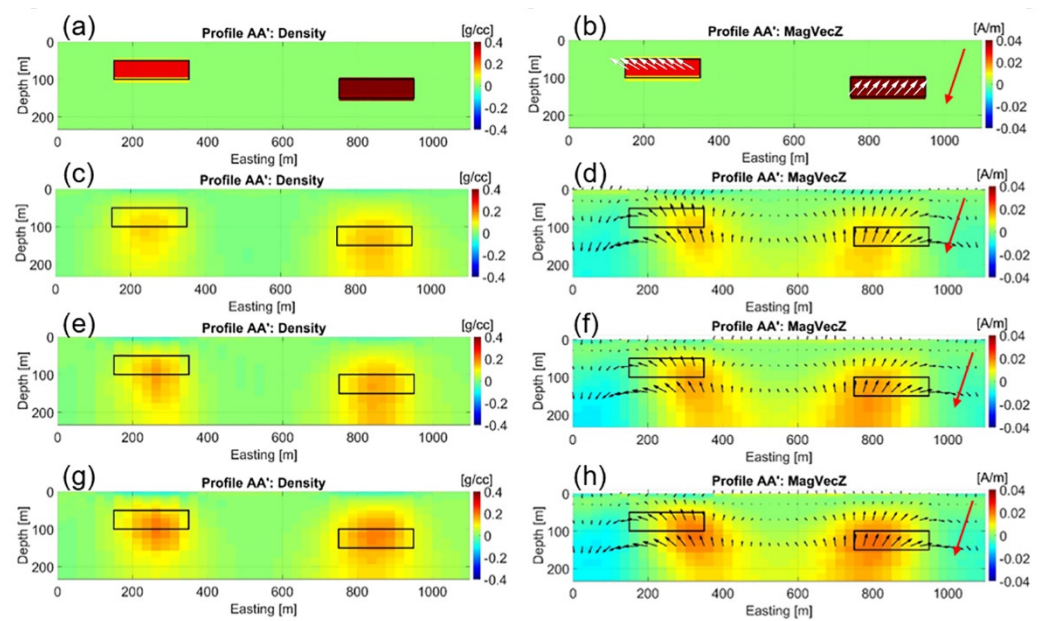 (a) Profile AA': Density [g/cc]
0 100 200
Depth [m]
0 200 400 600 800 1000
Easting [m]
0.4 0.2 0 -0.2 -0.4
(b) Profile AA': MagVecZ [A/m]
0 100 200
Depth [m]
0 200 400 600 800 1000
Easting [m]
0.04 0.02 0 -0.02 -0.04
(c) Profile AA': Density [g/cc]
0 100 200
Depth [m]
0 200 400 600 800 1000
Easting [m]
0.4 0.2 0 -0.2 -0.4
(d) Profile AA': MagVecZ [A/m]
0 100 200
Depth [m]
0 200 400 600 800 1000
Easting [m]
0.04 0.02 0 -0.02 -0.04
(e) Profile AA': Density [g/cc]
0 100 200
Depth [m]
0 200 400 600 800 1000
Easting [m]
0.4 0.2 0 -0.2 -0.4
(f) Profile AA': MagVecZ [A/m]
0 100 200
Depth [m]
0 200 400 600 800 1000
Easting [m]
0.04 0.02 0 -0.02 -0.04
(g) Profile AA': Density [g/cc]
0 100 200
Depth [m]
0 200 400 600 800 1000
Easting [m]
0.4 0.2 0 -0.2 -0.4
(h) Profile AA': MagVecZ [A/m]
0 100 200
Depth [m]
0 200 400 600 800 1000
Easting [m]
0.04 0.02 0 -0.02 -0.04